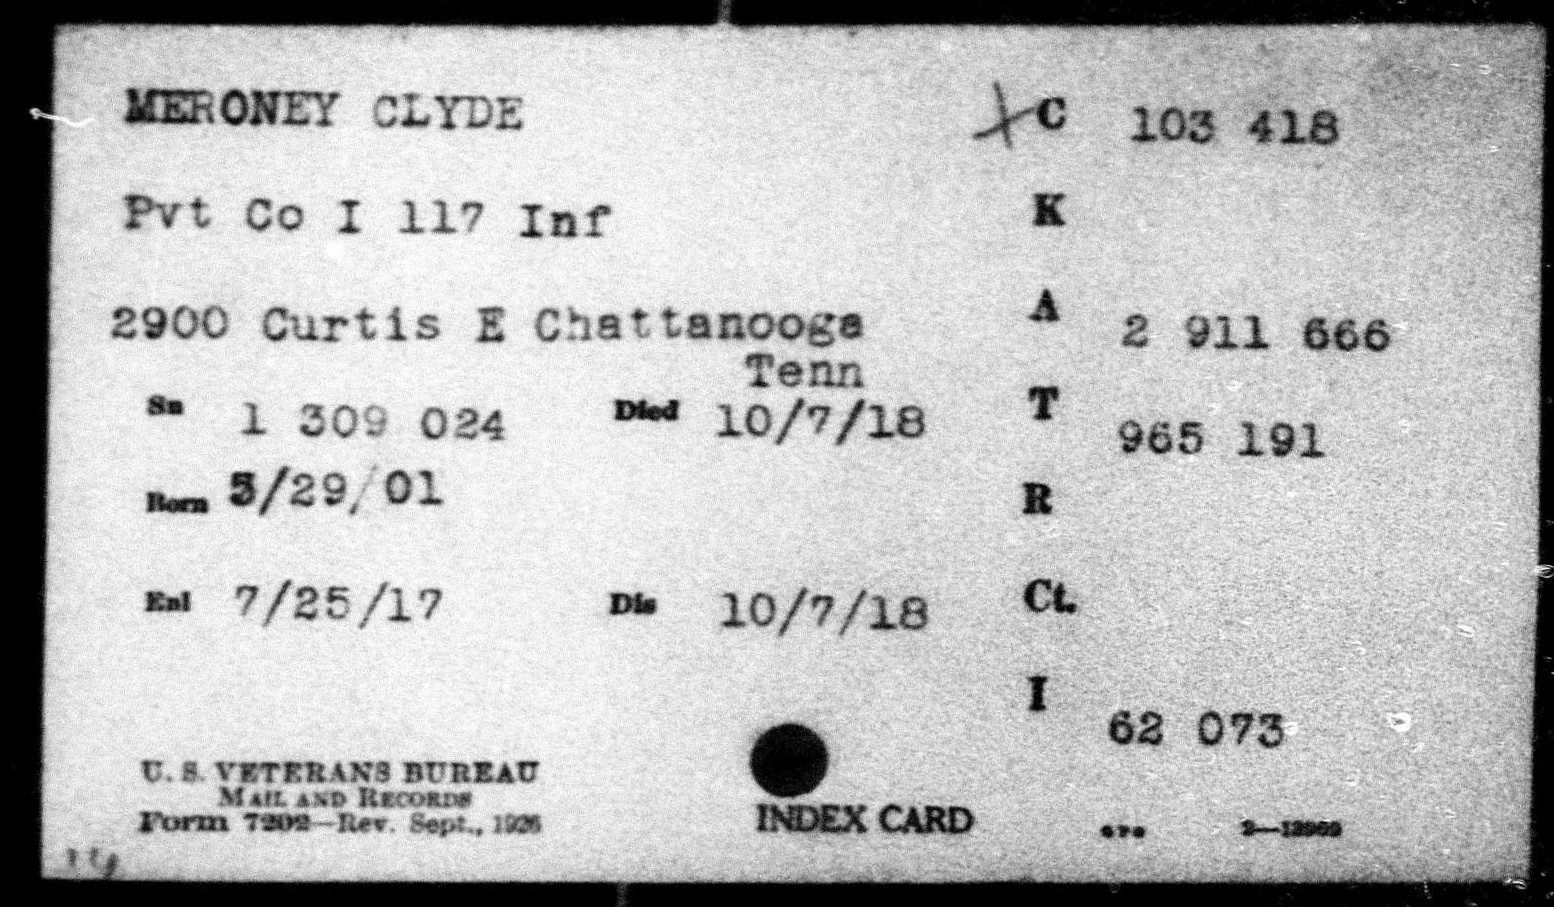 MERONEY CLYDE
C 103 418
Pvt Co I 117 Inf
K
2900 Curtis E Chattanooga
Tenn
A 2 911 666
Sn 1 309 024
Died 10/7/18
T 965 191
Born /29/01
R
Enl 7/25/17
Dis 10/7/18
Ct.
I 62 073
U. S. VETERANS BUREAU
MAIL AND RECORDS
Form 7202—Rev. Sept., 1926
INDEX CARD
GPO